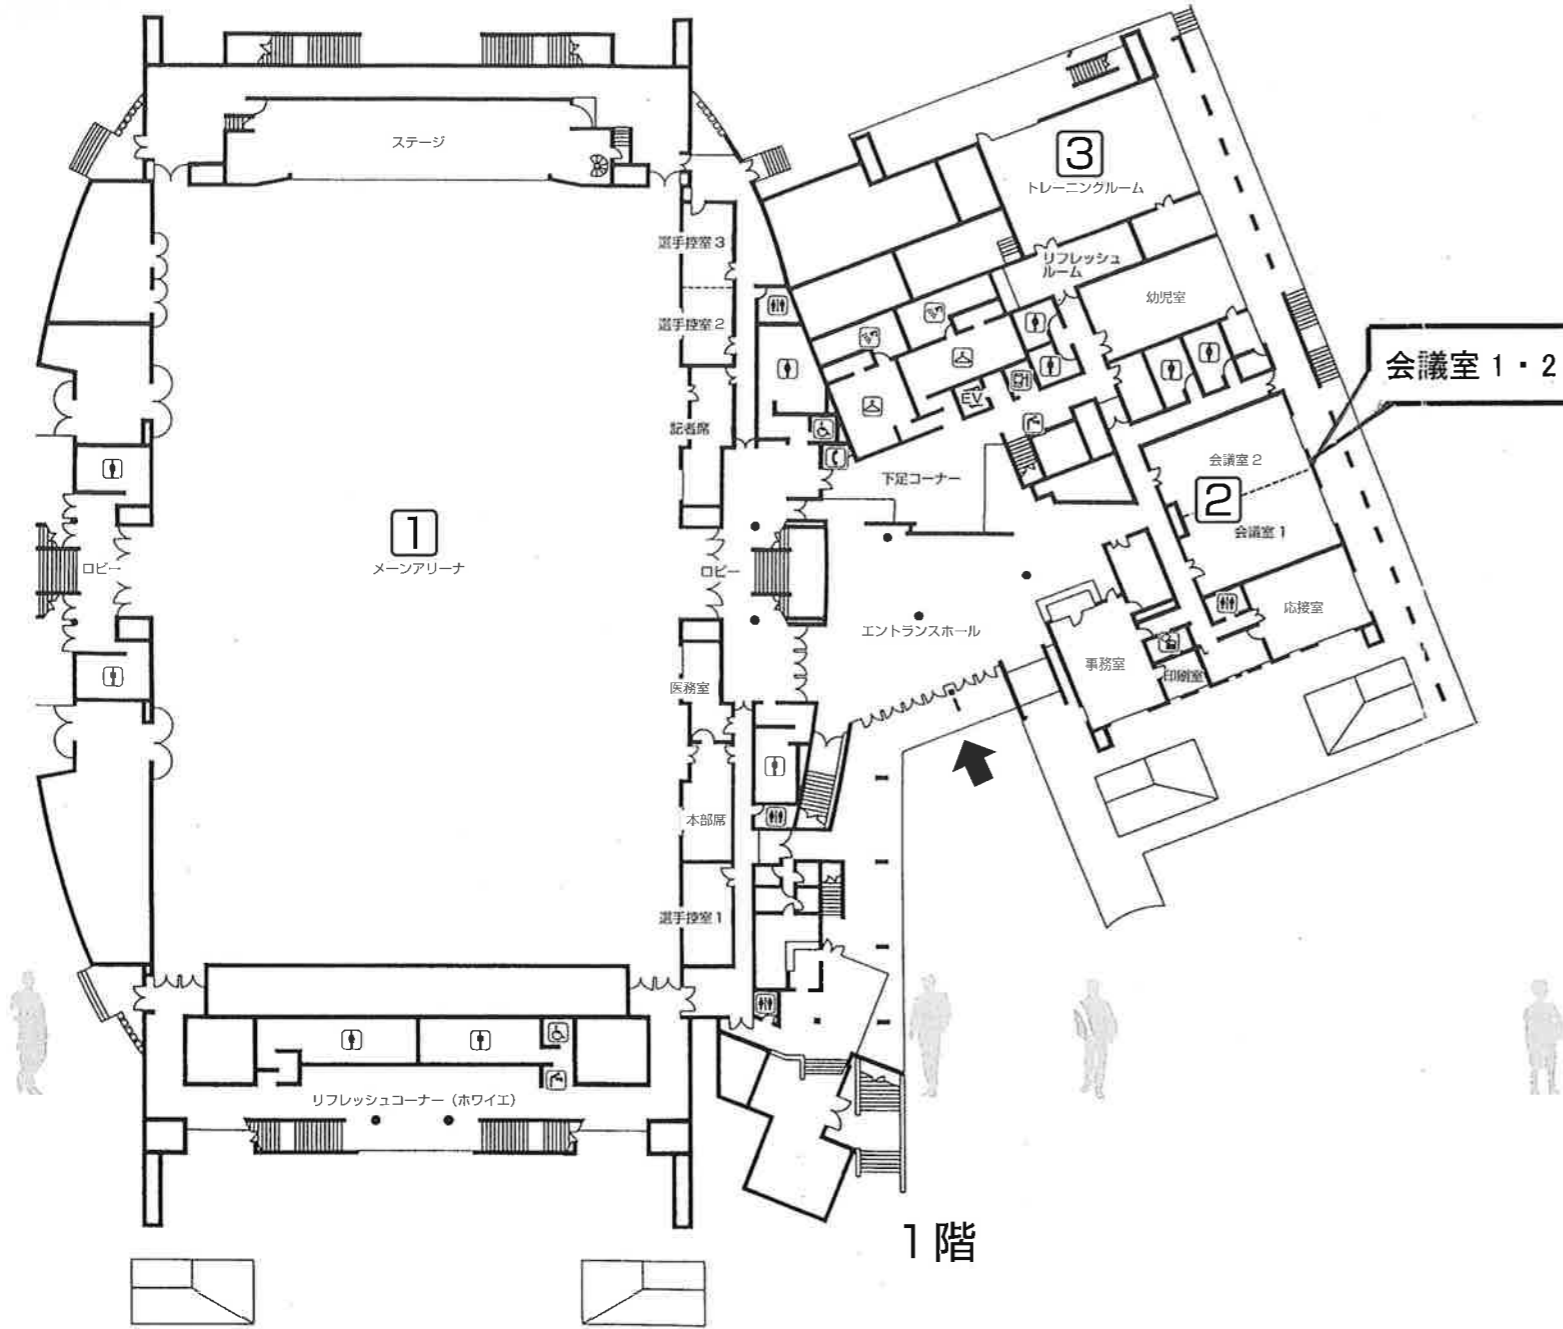 ステージ
3
トレーニングルーム
選手控室3
リフレッシュ
ルーム
幼児室
選手控室2
会議室1・2
EV
記者席
会議室2
下足コーナー
2
1
会議室1
メーンアリーナ
ロビー
ロビー
応接室
エントランスホール
事務室
印刷室
医務室
本部席
選手控室1
リフレッシュコーナー(ホワイエ)
1階